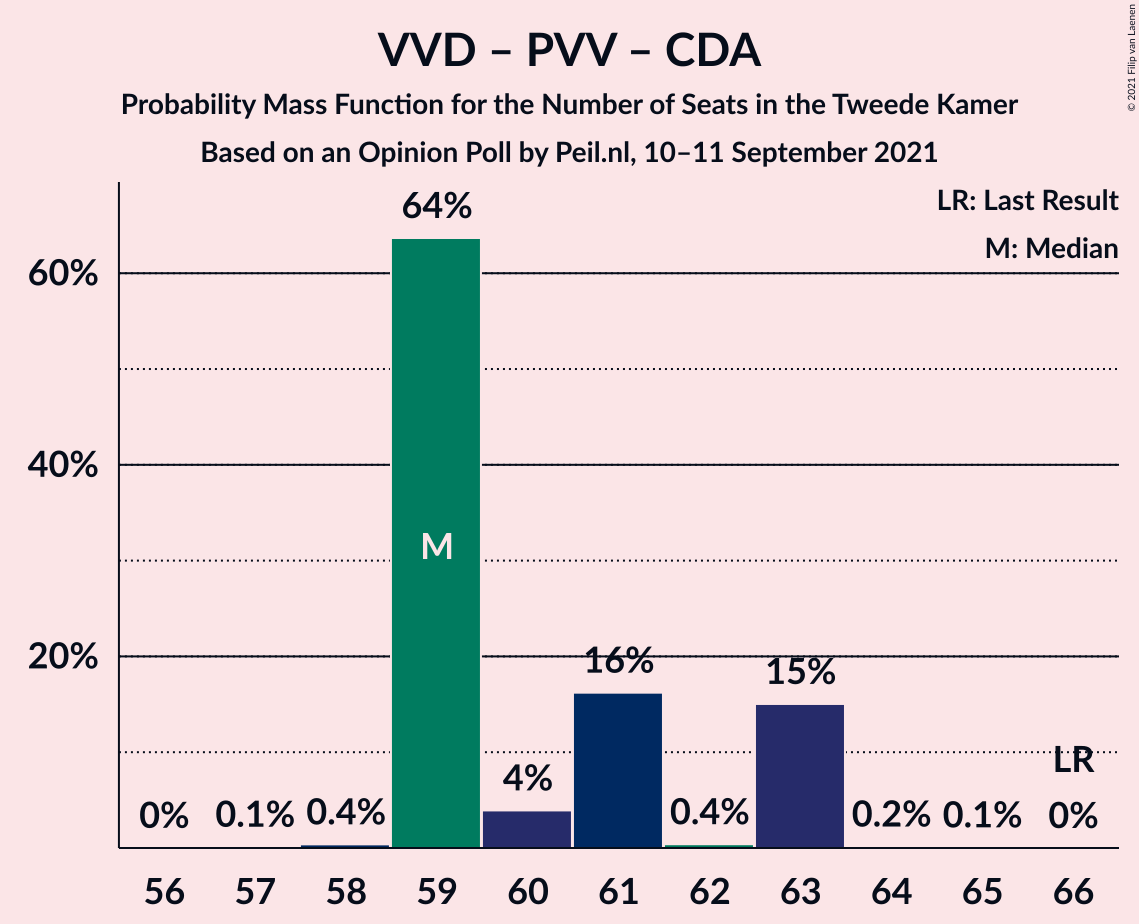 VVD – PVV – CDA
Probability Mass Function for the Number of Seats in the Tweede Kamer
Based on an Opinion Poll by Peil.nl, 10–11 September 2021
© 2021 Filip van Laenen
LR: Last Result
M: Median
64%
60%
40%
M
20%
16%
15%
LR
4%
0%
0.1%
0.4%
0.4%
0.2%
0.1%
0%
56 57 58 59 60 61 62 63 64 65 66